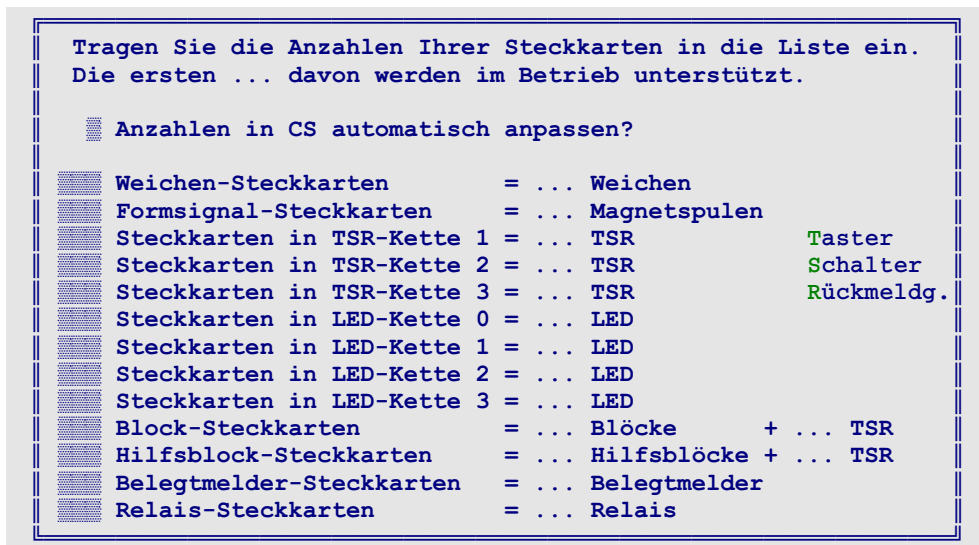 Tragen Sie die Anzahlen Ihrer Steckkarten in die Liste ein.
Die ersten ... davon werden im Betrieb unterstützt.
Anzahlen in CS automatisch anpassen?
Weichen-Steckkarten = ... Weichen
Formsignal-Steckkarten = ... Magnetspulen
Steckkarten in TSR-Kette 1 = ... TSR Taster
Steckkarten in TSR-Kette 2 = ... TSR Schalter
Steckkarten in TSR-Kette 3 = ... TSR Rückmeldg.
Steckkarten in LED-Kette 0 = ... LED
Steckkarten in LED-Kette 1 = ... LED
Steckkarten in LED-Kette 2 = ... LED
Steckkarten in LED-Kette 3 = ... LED
Block-Steckkarten = ... Blöcke + ... TSR
Hilfsblock-Steckkarten = ... Hilfsblöcke + ... TSR
Belegtmelder-Steckkarten = ... Belegtmelder
Relais-Steckkarten = ... Relais